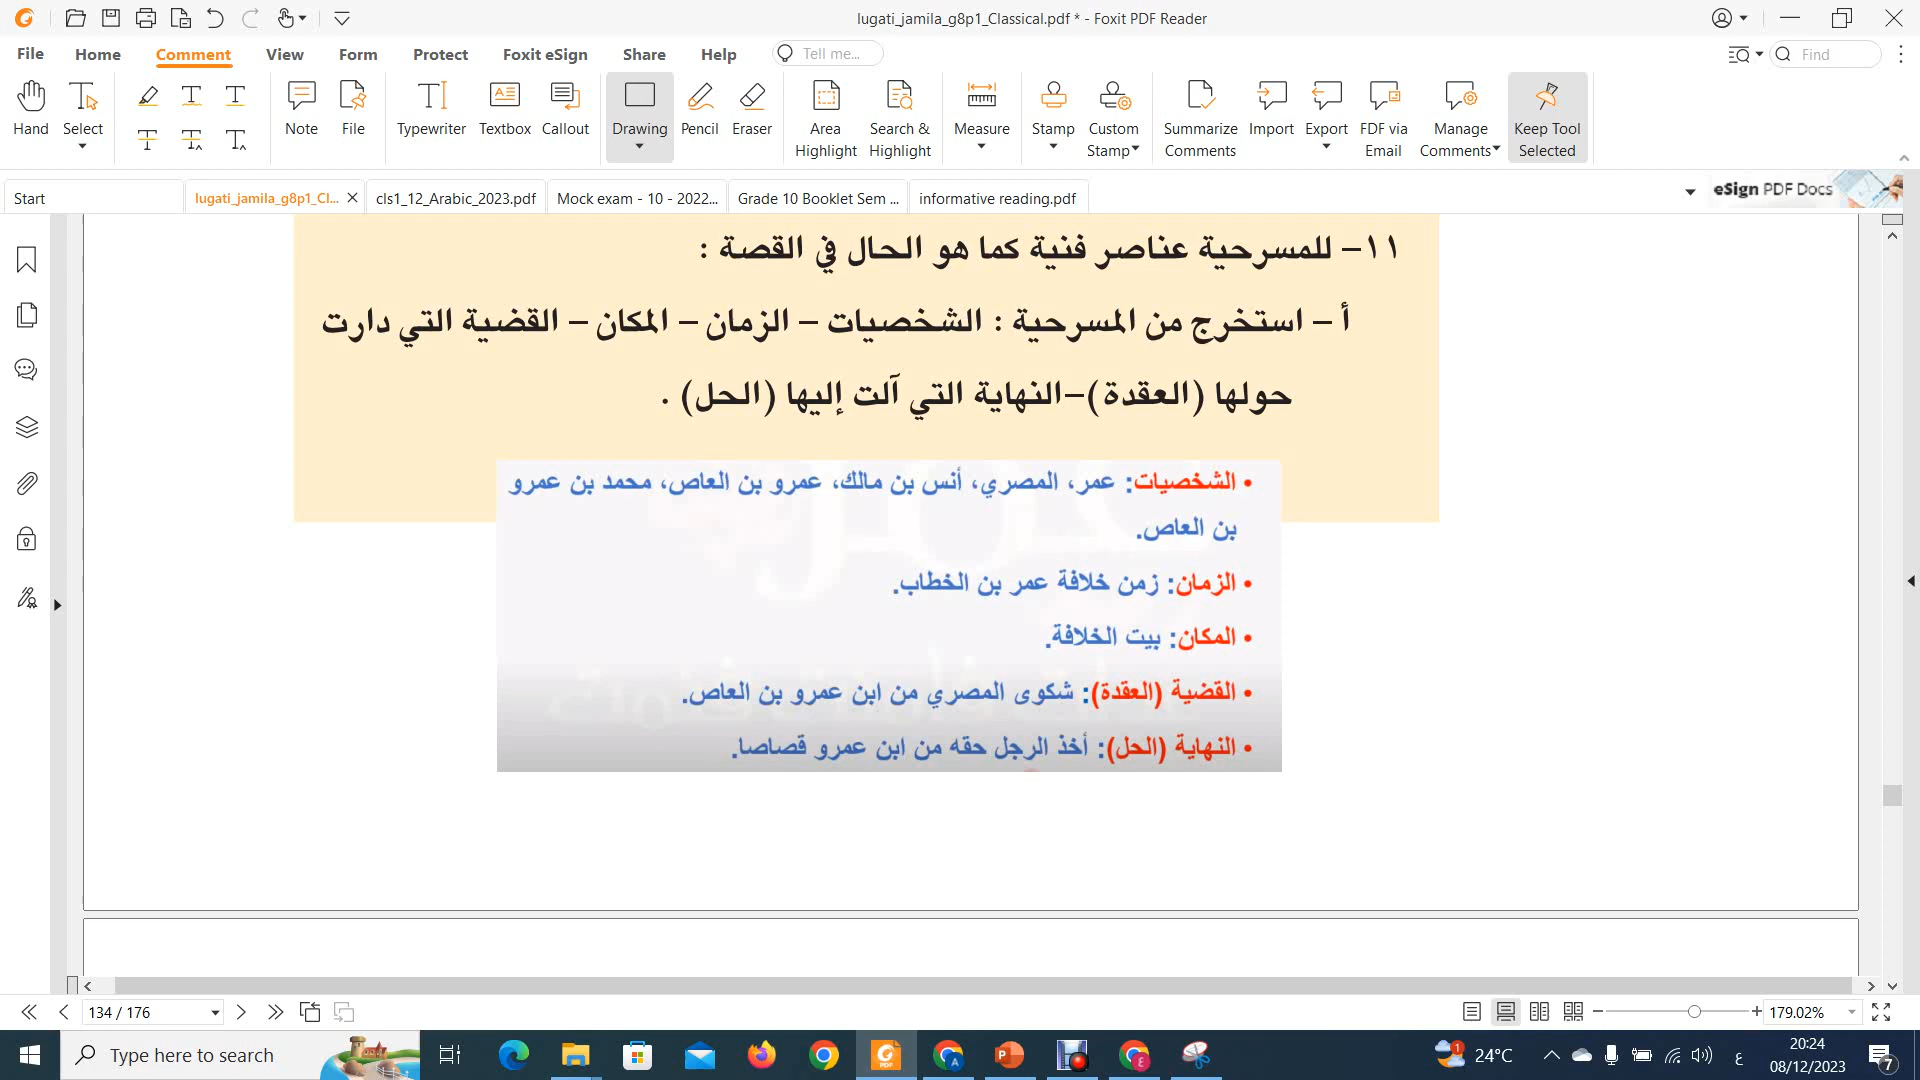 lugati_jamila_g8p1_Classical.pdf * - Foxit PDF Reader
File Home Comment View Form Protect Foxit eSign Share Help Tell me... Find
Hand Select Note File Typewriter Textbox Callout Drawing Pencil Eraser Area Highlight Search & Highlight Measure Stamp Custom Stamp Summarize Comments Import Export FDF via Email Manage Comments Keep Tool Selected
Start lugati_jamila_g8p1_Cl... cls1_12_Arabic_2023.pdf Mock exam - 10 - 2022... Grade 10 Booklet Sem ... informative reading.pdf eSign PDF Docs
١١- للمسرحية عناصر فنية كما هو الحال في القصة :
أ – استخرج من المسرحية : الشخصيات – الزمان – المكان – القضية التي دارت
حولها (العقدة)-النهاية التي آلت إليها (الحل) .
• الشخصيات: عمر، المصري، أنس بن مالك، عمرو بن العاص، محمد بن عمرو
بن العاص.
• الزمان: زمن خلافة عمر بن الخطاب.
• المكان: بيت الخلافة.
• القضية (العقدة): شكوى المصري من ابن عمرو بن العاص.
• النهاية (الحل): أخذ الرجل حقه من ابن عمرو قصاصا.
134 / 176 179.02%
Type here to search 24°C ع 20:24
08/12/2023 7